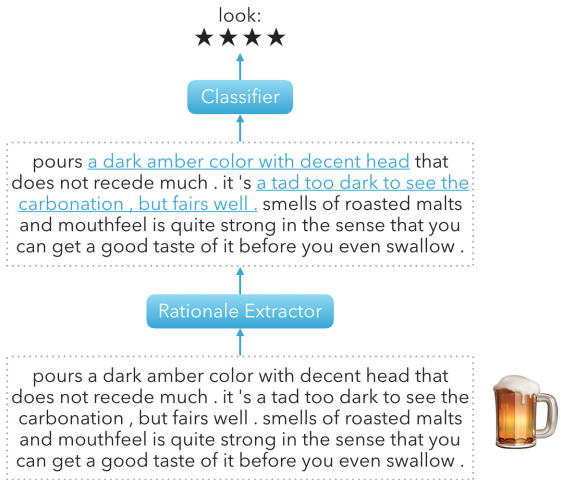 look:
★★★★
Classifier
pours a dark amber color with decent head that
does not recede much . it 's a tad too dark to see the
carbonation , but fairs well . smells of roasted malts
and mouthfeel is quite strong in the sense that you
can get a good taste of it before you even swallow .
Rationale Extractor
pours a dark amber color with decent head that
does not recede much . it 's a tad too dark to see the
carbonation , but fairs well . smells of roasted malts
and mouthfeel is quite strong in the sense that you
can get a good taste of it before you even swallow .